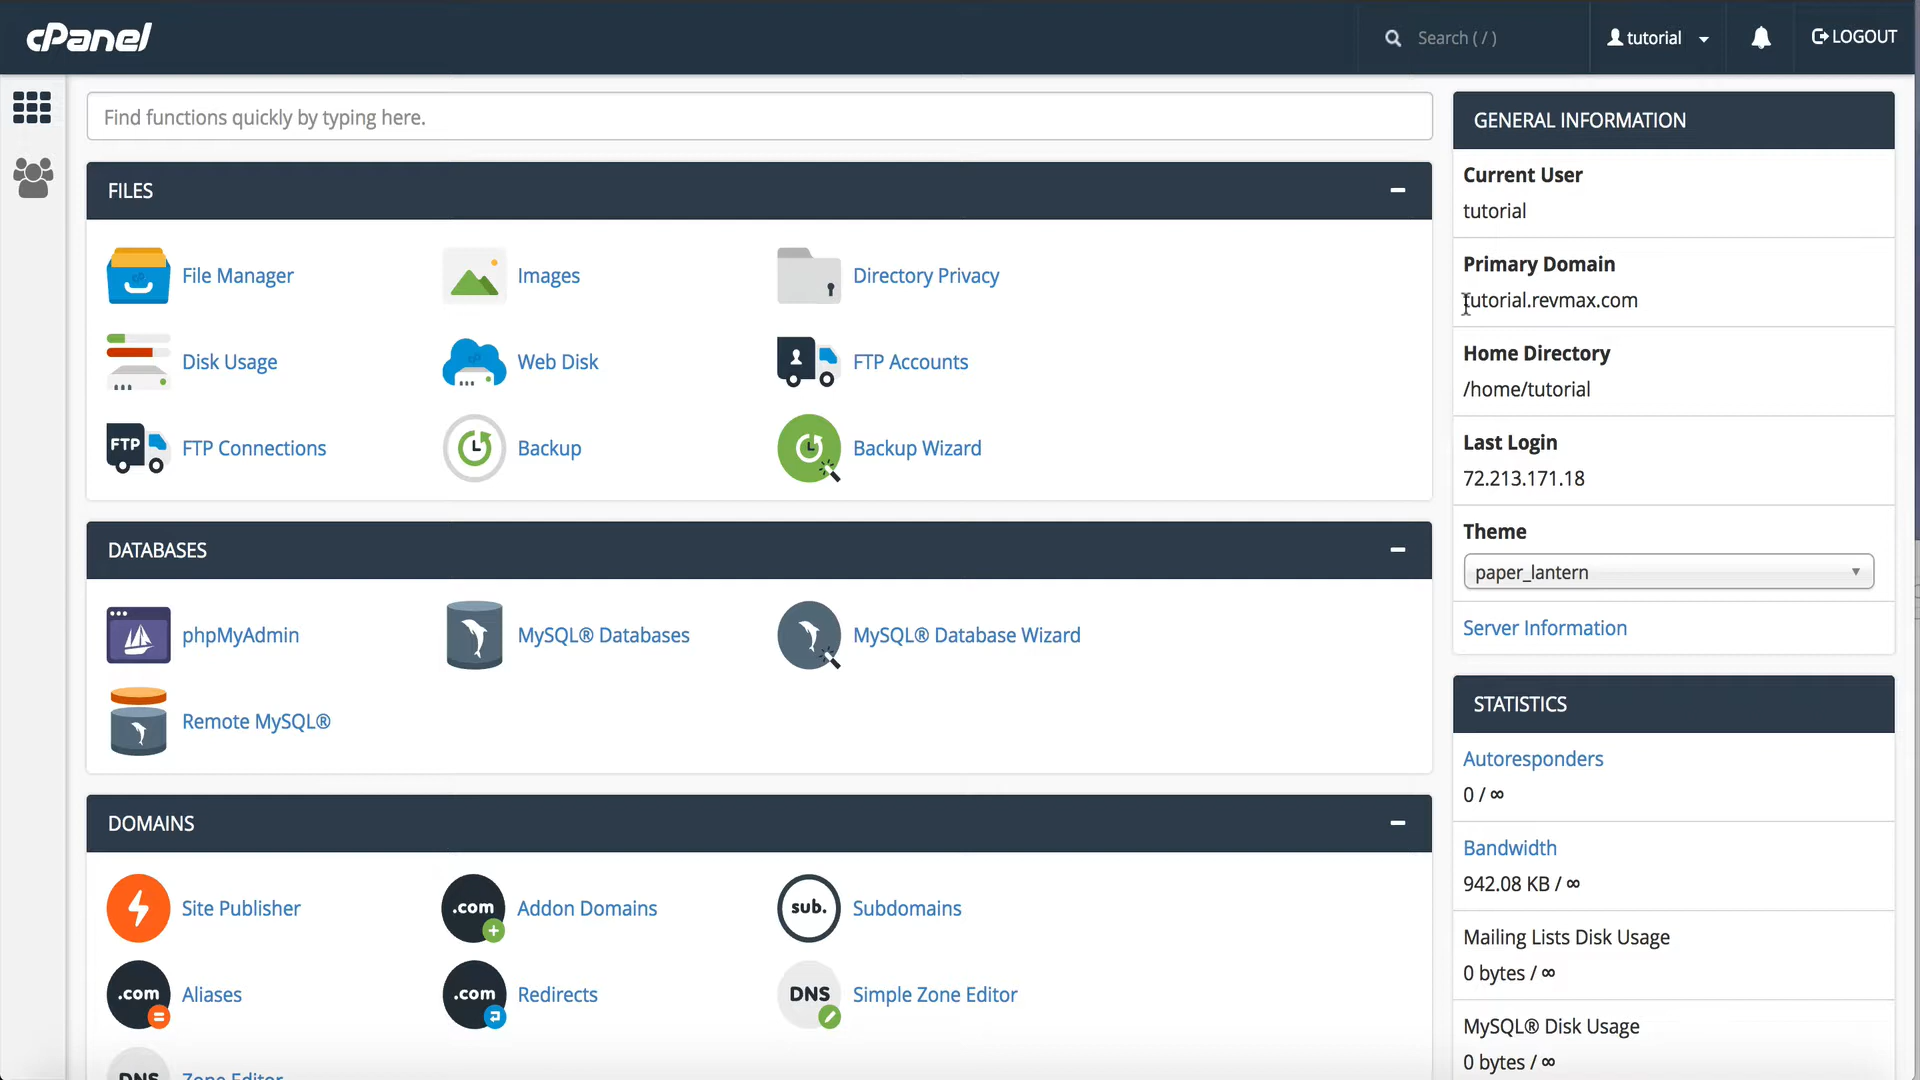 cPanel
Search ( / )
tutorial
LOGOUT
Find functions quickly by typing here.
FILES
File Manager
Images
Directory Privacy
Disk Usage
Web Disk
FTP Accounts
FTP
FTP Connections
Backup
Backup Wizard
DATABASES
phpMyAdmin
MySQL® Databases
MySQL® Database Wizard
Remote MySQL®
DOMAINS
Site Publisher
.com
Addon Domains
sub.
Subdomains
.com
Aliases
.com
Redirects
DNS
Simple Zone Editor
DNS
Zone Editor
GENERAL INFORMATION
Current User
tutorial
Primary Domain
tutorial.revmax.com
Home Directory
/home/tutorial
Last Login
72.213.171.18
Theme
paper_lantern
Server Information
STATISTICS
Autoresponders
0 / ∞
Bandwidth
942.08 KB / ∞
Mailing Lists Disk Usage
0 bytes / ∞
MySQL® Disk Usage
0 bytes / ∞